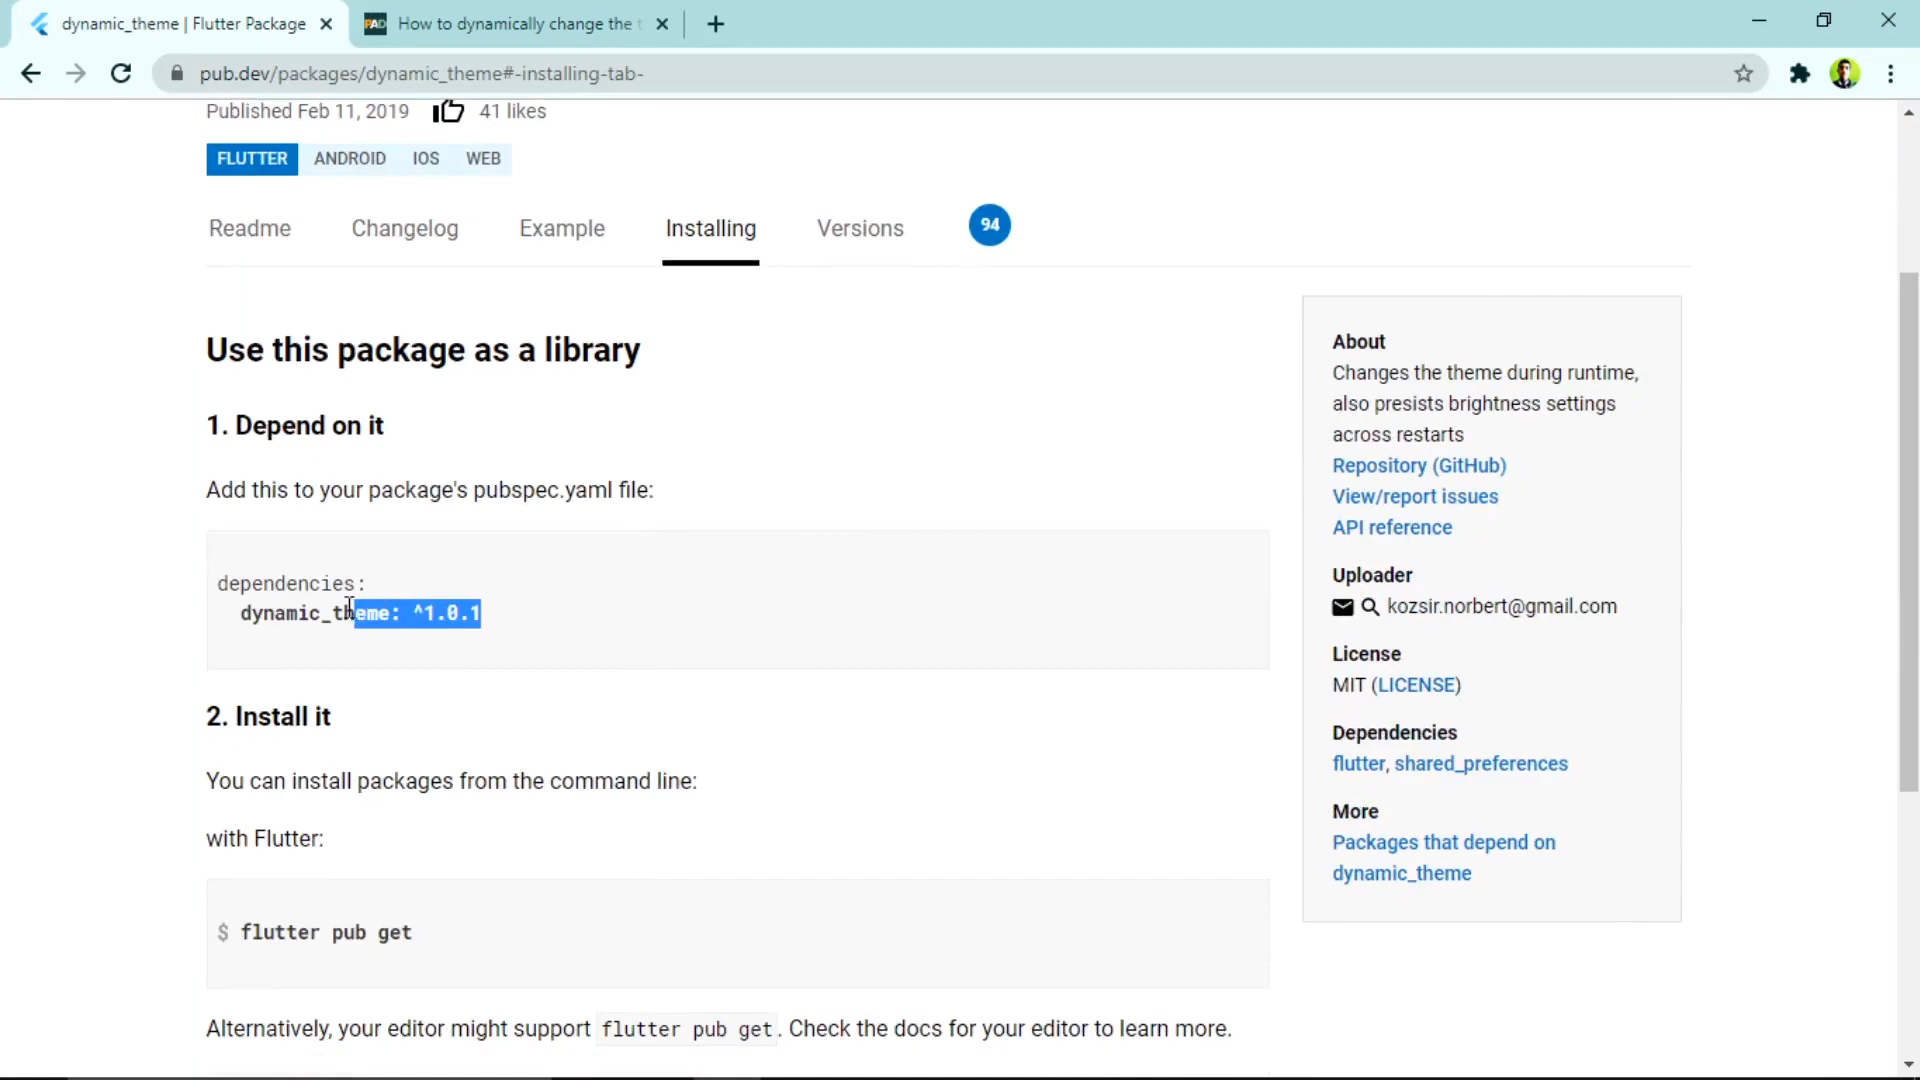 dynamic_theme | Flutter Package
PAD How to dynamically change the t
pub.dev/packages/dynamic_theme#-installing-tab-
Published Feb 11, 2019 41 likes
FLUTTER ANDROID IOS WEB
Readme Changelog Example Installing Versions 94
Use this package as a library
1. Depend on it
Add this to your package's pubspec.yaml file:
dependencies:
dynamic_theme: ^1.0.1
2. Install it
You can install packages from the command line:
with Flutter:
$ flutter pub get
Alternatively, your editor might support flutter pub get. Check the docs for your editor to learn more.
About
Changes the theme during runtime,
also presists brightness settings
across restarts
Repository (GitHub)
View/report issues
API reference
Uploader
kozsir.norbert@gmail.com
License
MIT (LICENSE)
Dependencies
flutter, shared_preferences
More
Packages that depend on
dynamic_theme